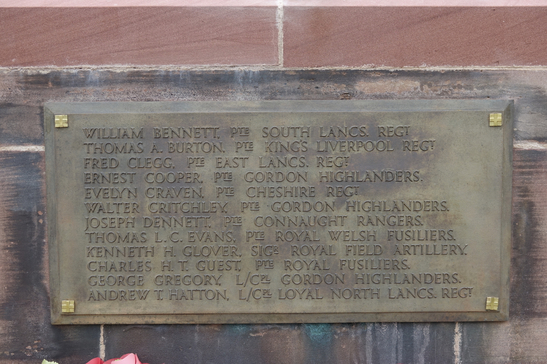 WILLIAM BENNETT, PTE SOUTH LANCS. REGT
THOMAS A. BURTON, PTE KING'S LIVERPOOL REGT
FRED CLEGG, PTE EAST LANCS. REGT
ERNEST COOPER, PTE GORDON HIGHLANDERS.
EVELYN CRAVEN, PTE CHESHIRE REGT
WALTER CRITCHLEY, PTE GORDON HIGHLANDERS.
JOSEPH DENNETT, PTE CONNAUGHT RANGERS.
THOMAS L.C. EVANS, PTE ROYAL WELSH FUSILIERS.
KENNETH H. GLOVER, SIGR ROYAL FIELD ARTILLERY.
CHARLES H.T. GUEST, PTE ROYAL FUSILIERS.
GEORGE GREGORY, L/CPL GORDON HIGHLANDERS.
ANDREW T. HATTON, L/CPL LOYAL NORTH LANCS. REGT